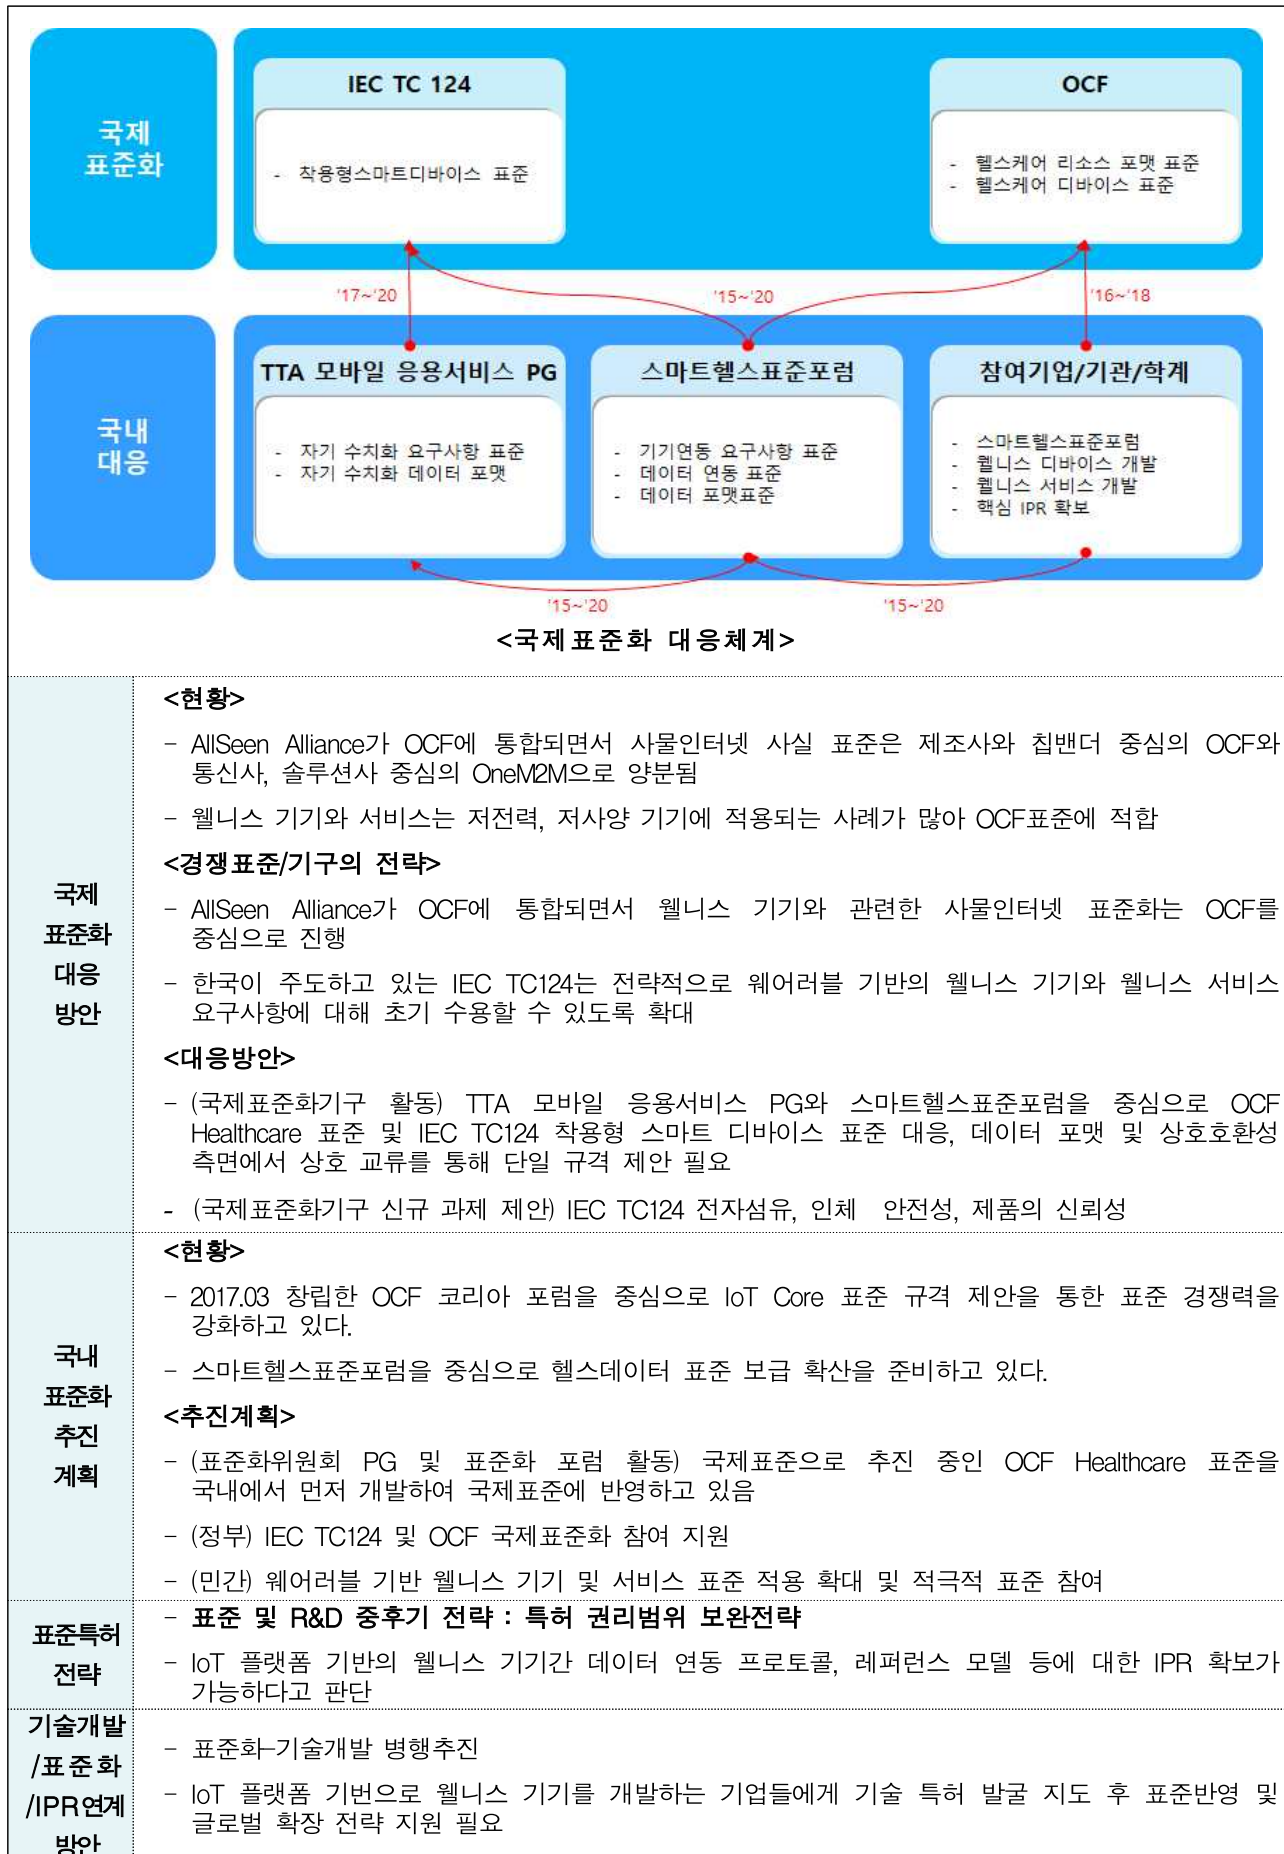 국제
표준화
IEC TC 124
- 착용형스마트디바이스 표준
OCF
- 헬스케어 리소스 포맷 표준
- 헬스케어 디바이스 표준
'17~'20
'15~'20
'16~'18
국내
대응
TTA 모바일 응용서비스 PG
- 자기 수치화 요구사항 표준
- 자기 수치화 데이터 포맷
스마트헬스표준포럼
- 기기연동 요구사항 표준
- 데이터 연동 표준
- 데이터 포맷표준
참여기업/기관/학계
- 스마트헬스표준포럼
- 웰니스 디바이스 개발
- 웰니스 서비스 개발
- 핵심 IPR 확보
'15~'20
'15~'20
<국제표준화 대응체계>
국제
표준화
대응
방안
<현황>
- AllSeen Alliance가 OCF에 통합되면서 사물인터넷 사실 표준은 제조사와 칩밴더 중심의 OCF와
통신사, 솔루션사 중심의 OneM2M으로 양분됨
- 웰니스 기기와 서비스는 저전력, 저사양 기기에 적용되는 사례가 많아 OCF표준에 적합
<경쟁표준/기구의 전략>
- AllSeen Alliance가 OCF에 통합되면서 웰니스 기기와 관련한 사물인터넷 표준화는 OCF를
중심으로 진행
- 한국이 주도하고 있는 IEC TC124는 전략적으로 웨어러블 기반의 웰니스 기기와 웰니스 서비스
요구사항에 대해 초기 수용할 수 있도록 확대
<대응방안>
- (국제표준화기구 활동) TTA 모바일 응용서비스 PG와 스마트헬스표준포럼을 중심으로 OCF
Healthcare 표준 및 IEC TC124 착용형 스마트 디바이스 표준 대응, 데이터 포맷 및 상호호환성
측면에서 상호 교류를 통해 단일 규격 제안 필요
- (국제표준화기구 신규 과제 제안) IEC TC124 전자섬유, 인체 안전성, 제품의 신뢰성
국내
표준화
추진
계획
<현황>
- 2017.03 창립한 OCF 코리아 포럼을 중심으로 IoT Core 표준 규격 제안을 통한 표준 경쟁력을
강화하고 있다.
- 스마트헬스표준포럼을 중심으로 헬스데이터 표준 보급 확산을 준비하고 있다.
<추진계획>
- (표준화위원회 PG 및 표준화 포럼 활동) 국제표준으로 추진 중인 OCF Healthcare 표준을
국내에서 먼저 개발하여 국제표준에 반영하고 있음
- (정부) IEC TC124 및 OCF 국제표준화 참여 지원
- (민간) 웨어러블 기반 웰니스 기기 및 서비스 표준 적용 확대 및 적극적 표준 참여
표준특허
전략
- 표준 및 R&D 중후기 전략 : 특허 권리범위 보완전략
- IoT 플랫폼 기반의 웰니스 기기간 데이터 연동 프로토콜, 레퍼런스 모델 등에 대한 IPR 확보가
가능하다고 판단
기술개발
/표준화
/IPR연계
방안
- 표준화-기술개발 병행추진
- IoT 플랫폼 기번으로 웰니스 기기를 개발하는 기업들에게 기술 특허 발굴 지도 후 표준반영 및
글로벌 확장 전략 지원 필요